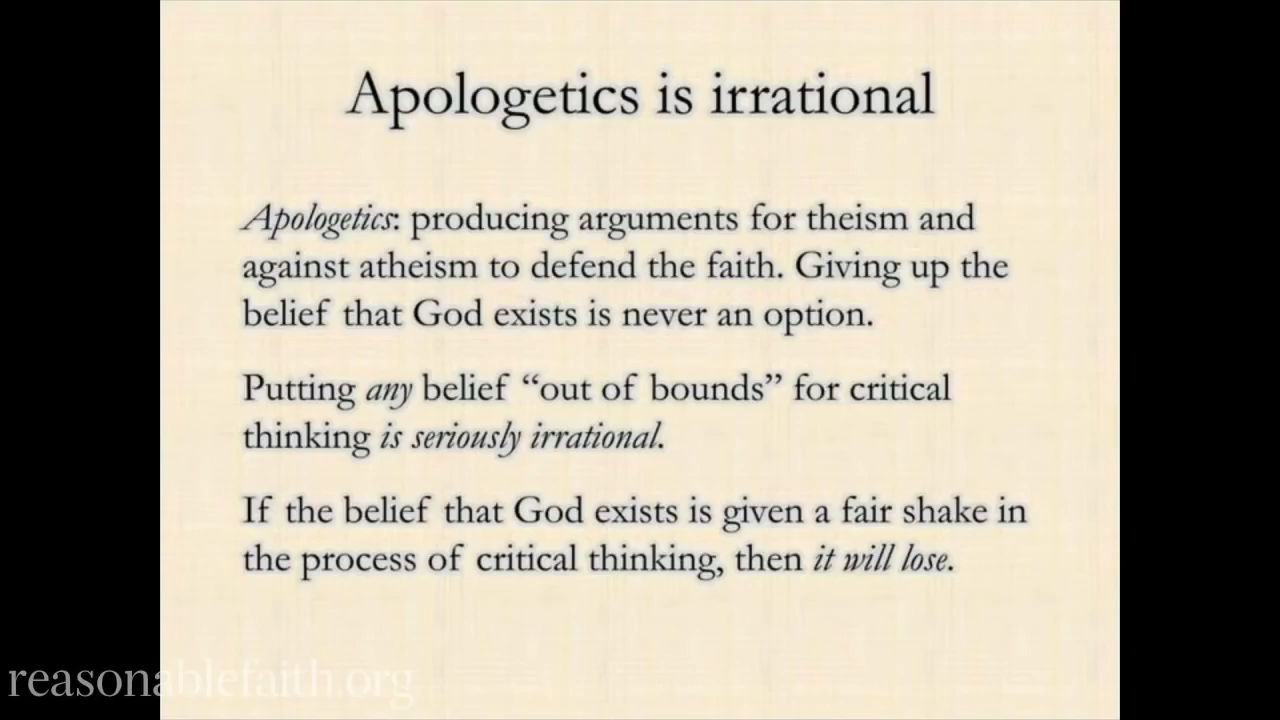 Apologetics is irrational
Apologetics: producing arguments for theism and
against atheism to defend the faith. Giving up the
belief that God exists is never an option.
Putting any belief “out of bounds” for critical
thinking is seriously irrational.
If the belief that God exists is given a fair shake in
the process of critical thinking, then it will lose.
reasonablefaith.org